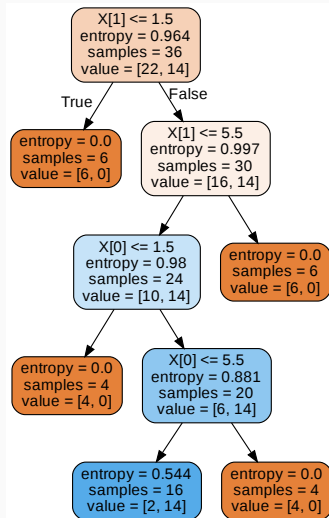 X[1] <= 1.5
entropy = 0.964
samples = 36
value = [22, 14]
True
False
entropy = 0.0
samples = 6
value = [6, 0]
X[1] <= 5.5
entropy = 0.997
samples = 30
value = [16, 14]
X[0] <= 1.5
entropy = 0.98
samples = 24
value = [10, 14]
entropy = 0.0
samples = 6
value = [6, 0]
entropy = 0.0
samples = 4
value = [4, 0]
X[0] <= 5.5
entropy = 0.881
samples = 20
value = [6, 14]
entropy = 0.544
samples = 16
value = [2, 14]
entropy = 0.0
samples = 4
value = [4, 0]